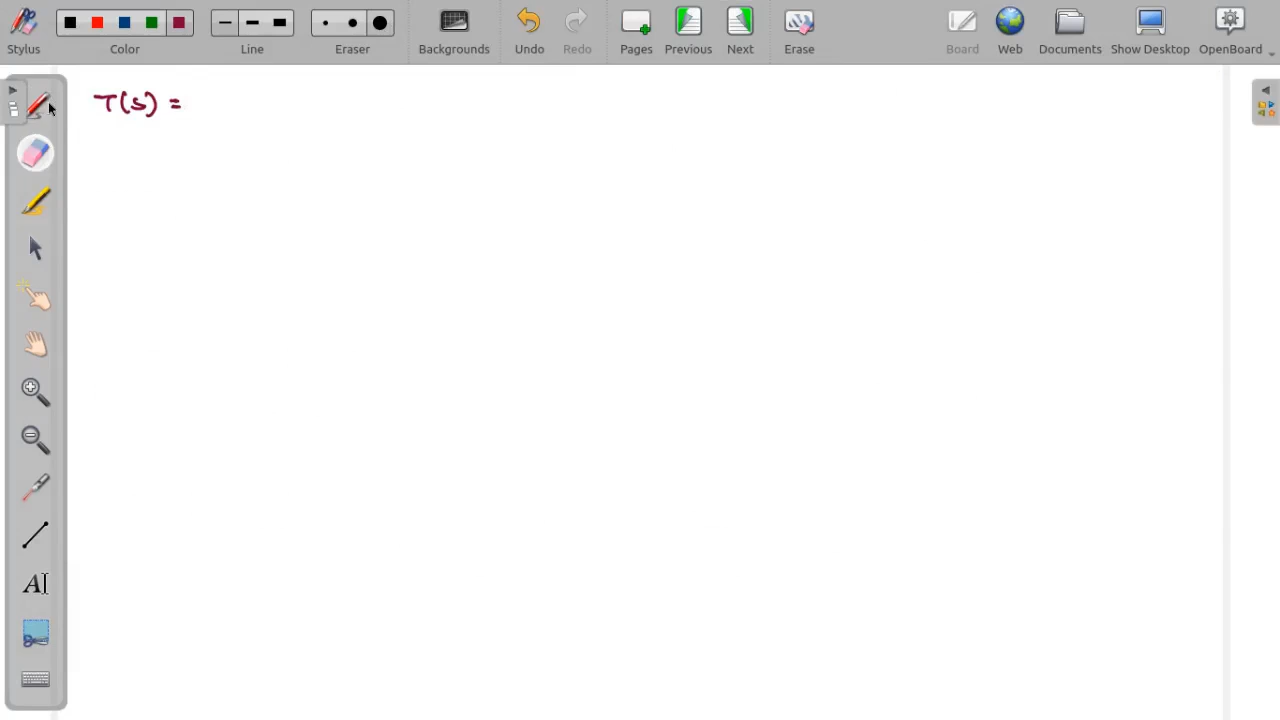 Stylus Color Line Eraser Backgrounds Undo Redo Pages Previous Next Erase Board Web Documents Show Desktop OpenBoard
T(s) =
A